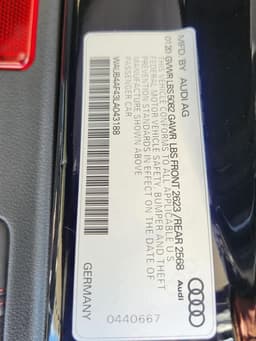 MFD. BY AUDI AG
01.20 GVWR LBS 5082 GAWR LBS FRONT 2623 / REAR 2568
THIS VEHICLE CONFORMS TO ALL APPLICABLE U.S.
FEDERAL MOTOR VEHICLE SAFETY, BUMPER AND THEFT
PREVENTION STANDARDS IN EFFECT ON THE DATE OF
MANUFACTURE SHOWN ABOVE
PASSENGER CAR
WAUB4AF43LA043188
Audi
GERMANY
0440667